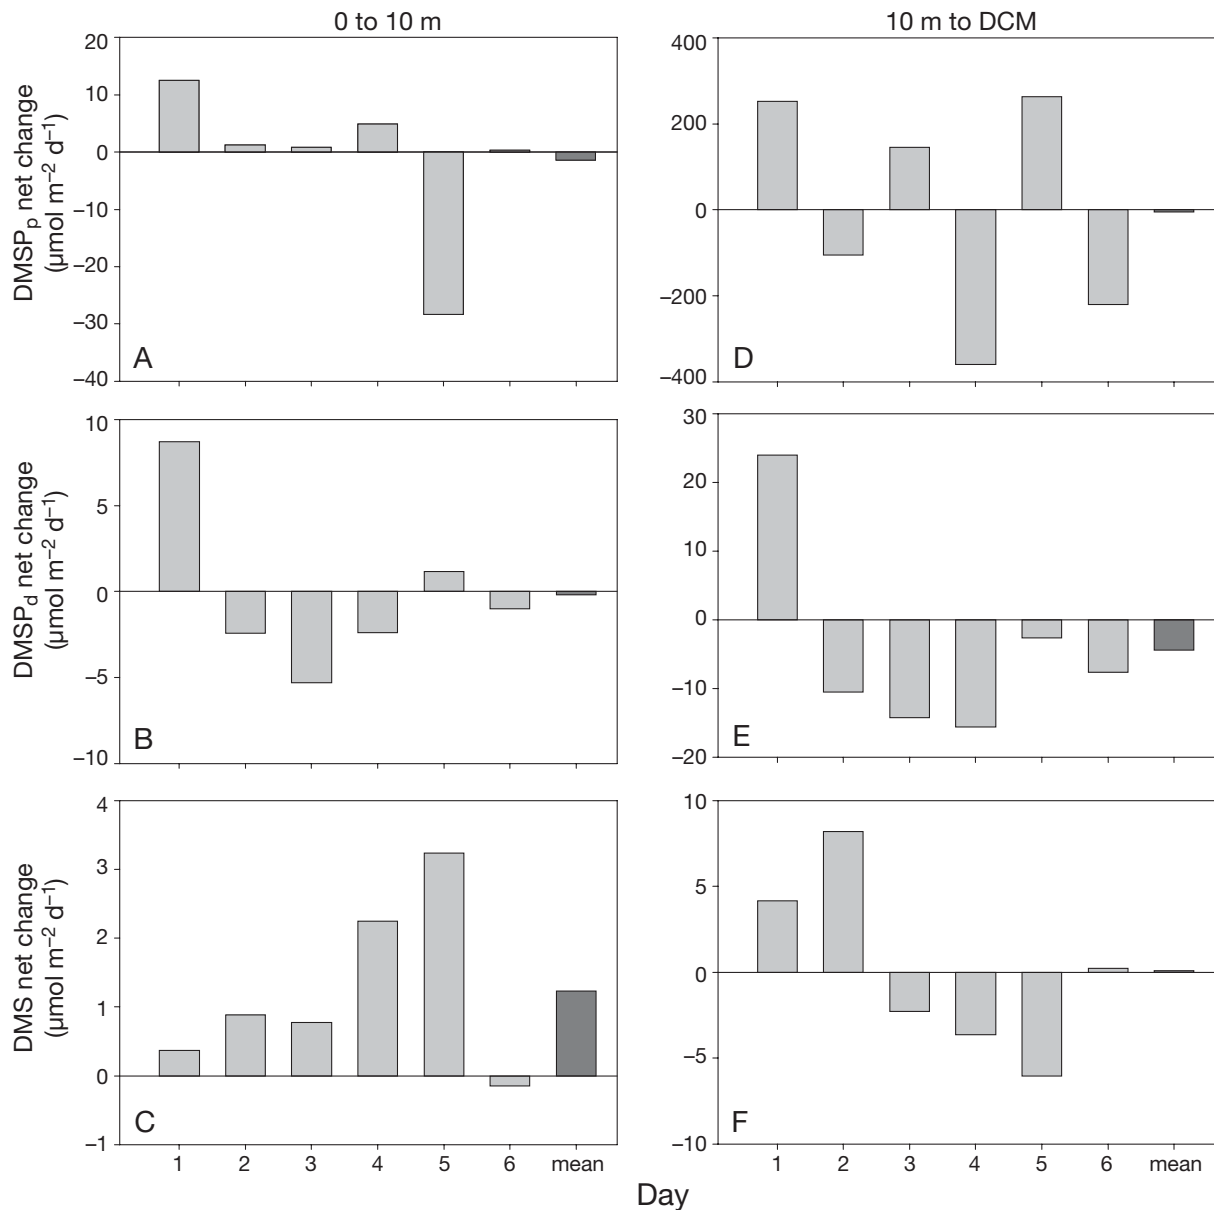 0 to 10 m
10 m to DCM
DMSPp net change
(µmol m−2 d−1)
20
10
0
−10
−20
−30
−40
A
400
200
0
−200
−400
D
DMSPd net change
(µmol m−2 d−1)
10
5
0
−5
−10
B
30
20
10
0
−10
−20
E
DMS net change
(µmol m−2 d−1)
4
3
2
1
0
−1
C
10
5
0
−5
−10
F
1 2 3 4 5 6 mean
1 2 3 4 5 6 mean
Day